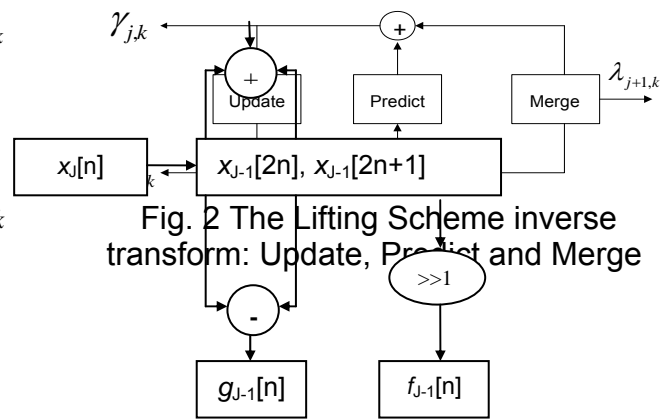 k
γj,k
+
+
λj+1,k
Update
Predict
Merge
xJ[n]
xJ-1[2n], xJ-1[2n+1]
k
k
Fig. 2 The Lifting Scheme inverse
transform: Update, Predict and Merge
>>1
-
gJ-1[n]
fJ-1[n]